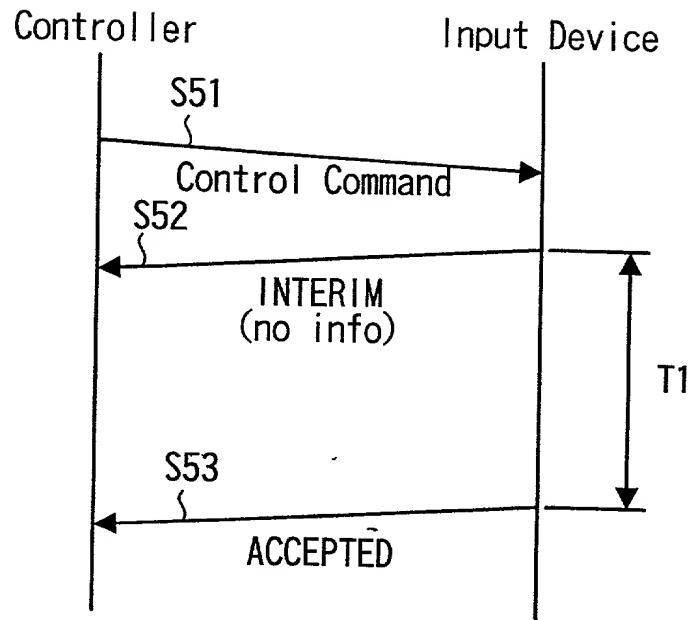 Controller
Input Device
S51
Control Command
S52
INTERIM
(no info)
T1
S53
ACCEPTED